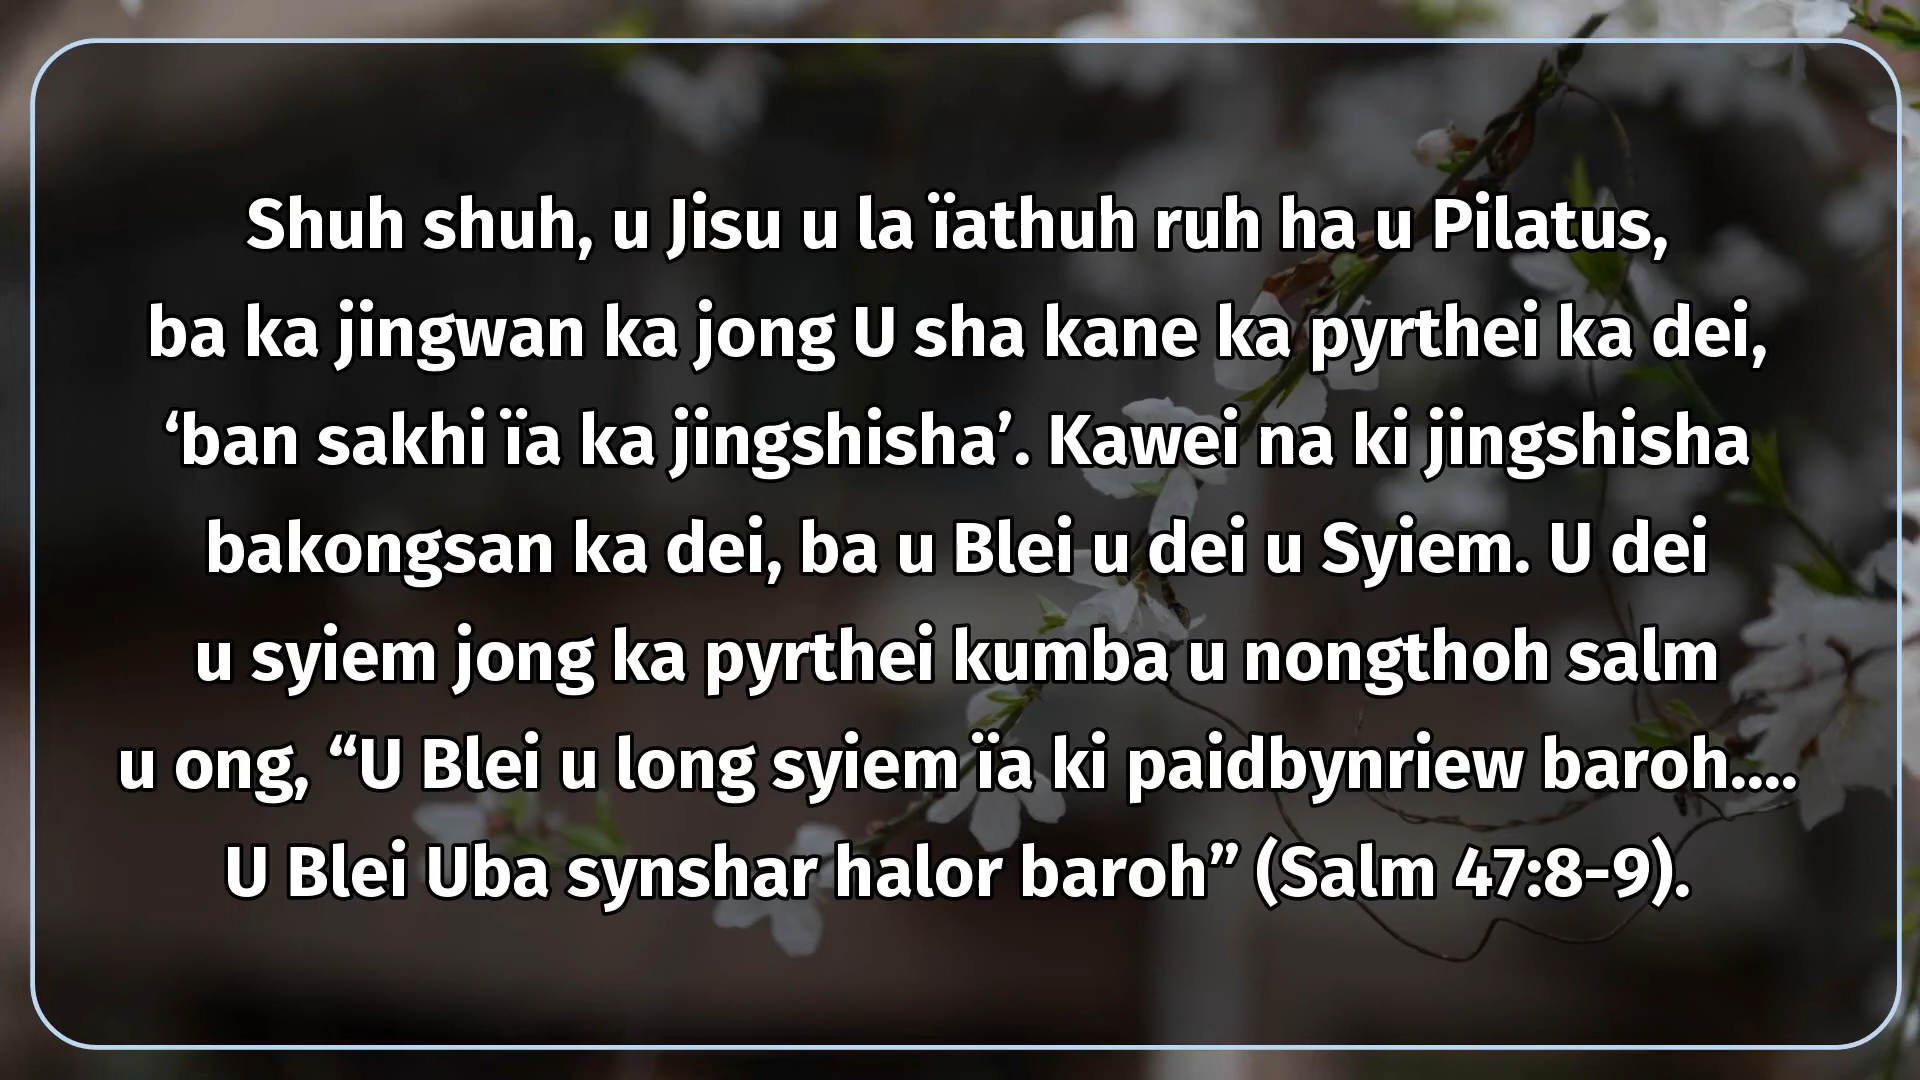 Shuh shuh, u Jisu u la ïathuh ruh ha u Pilatus,
ba ka jingwan ka jong U sha kane ka pyrthei ka dei,
‘ban sakhi ïa ka jingshisha’. Kawei na ki jingshisha
bakongsan ka dei, ba u Blei u dei u Syiem. U dei
u syiem jong ka pyrthei kumba u nongthoh salm
u ong, “U Blei u long syiem ïa ki paidbynriew baroh....
U Blei Uba synshar halor baroh” (Salm 47:8-9).